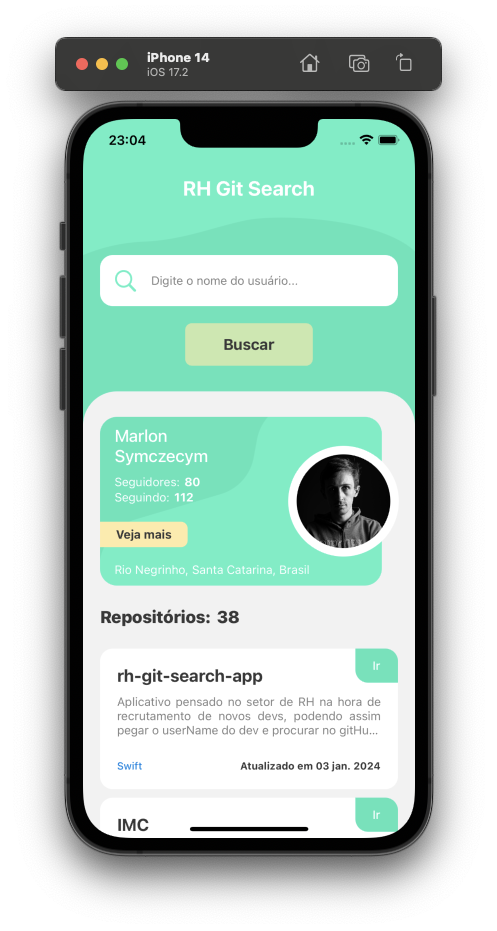 iPhone 14
iOS 17.2
23:04
RH Git Search
Digite o nome do usuário...
Buscar
Marlon
Symczecym
Seguidores: 80
Seguindo: 112
Veja mais
Rio Negrinho, Santa Catarina, Brasil
Repositórios: 38
rh-git-search-app
Ir
Aplicativo pensado no setor de RH na hora de
recrutamento de novos devs, podendo assim
pegar o userName do dev e procurar no gitHu...
Swift
Atualizado em 03 jan. 2024
IMC
Ir